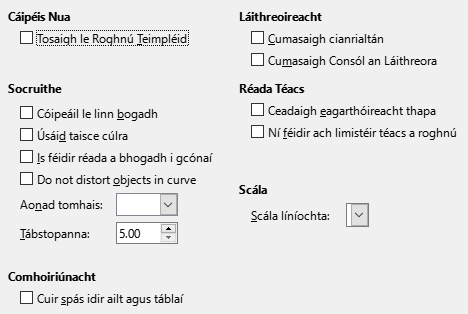 Cáipéis Nua
Tosaigh le Roghnú Teimpléid
Socruithe
Cóipeáil le linn bogadh
Úsáid taisce cúlra
Is féidir réada a bhogadh i gcónaí
Do not distort objects in curve
Aonad tomhais:
Tábstopanna: 5.00
Comhoiriúnacht
Cuir spás idir ailt agus táblaí
Láithreoireacht
Cumasaigh cianrialtán
Cumasaigh Consól an Láithreora
Réada Téacs
Ceadaigh eagarthóireacht thapa
Ní féidir ach limistéir téacs a roghnú
Scála
Scála líníochta: